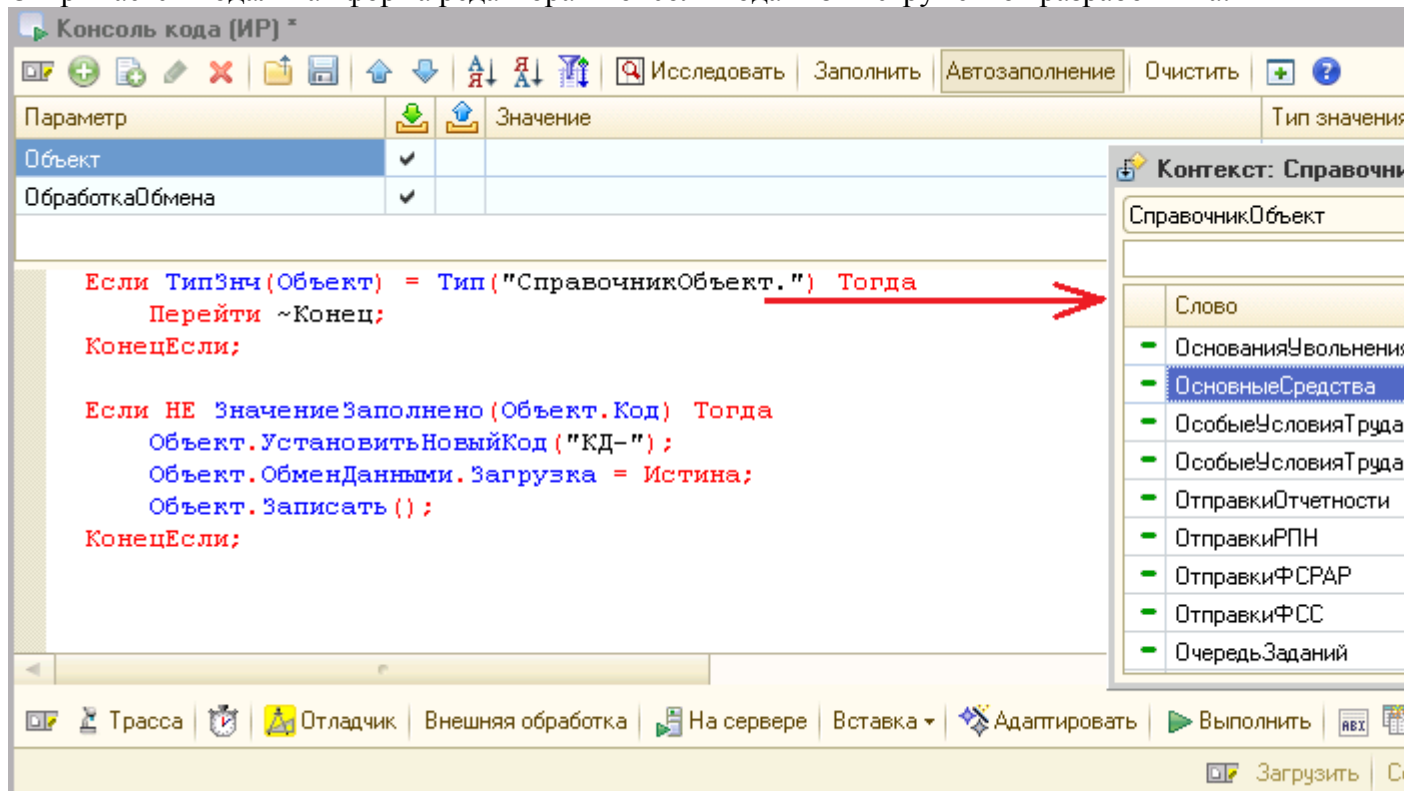 Консоль кода (ИР) *
Исследовать Заполнить Автозаполнение Очистить
Параметр Значение Тип значения
Объект
ОбработкаОбмена
Контекст: Справочни
СправочникОбъект
Если ТипЗнч(Объект) = Тип("СправочникОбъект.") Тогда
Перейти ~Конец;
КонецЕсли;
Если НЕ ЗначениеЗаполнено(Объект.Код) Тогда
Объект.УстановитьНовыйКод("КД-");
Объект.ОбменДанными.Загрузка = Истина;
Объект.Записать();
КонецЕсли;
Слово
ОснованияУвольнения
ОсновныеСредства
ОсобыеУсловияТруда
ОсобыеУсловияТруда
ОтправкиОтчетности
ОтправкиРПН
ОтправкиФСРАР
ОтправкиФСС
ОчередьЗаданий
Трасса Отладчик Внешняя обработка На сервере Вставка Адаптировать Выполнить
Загрузить